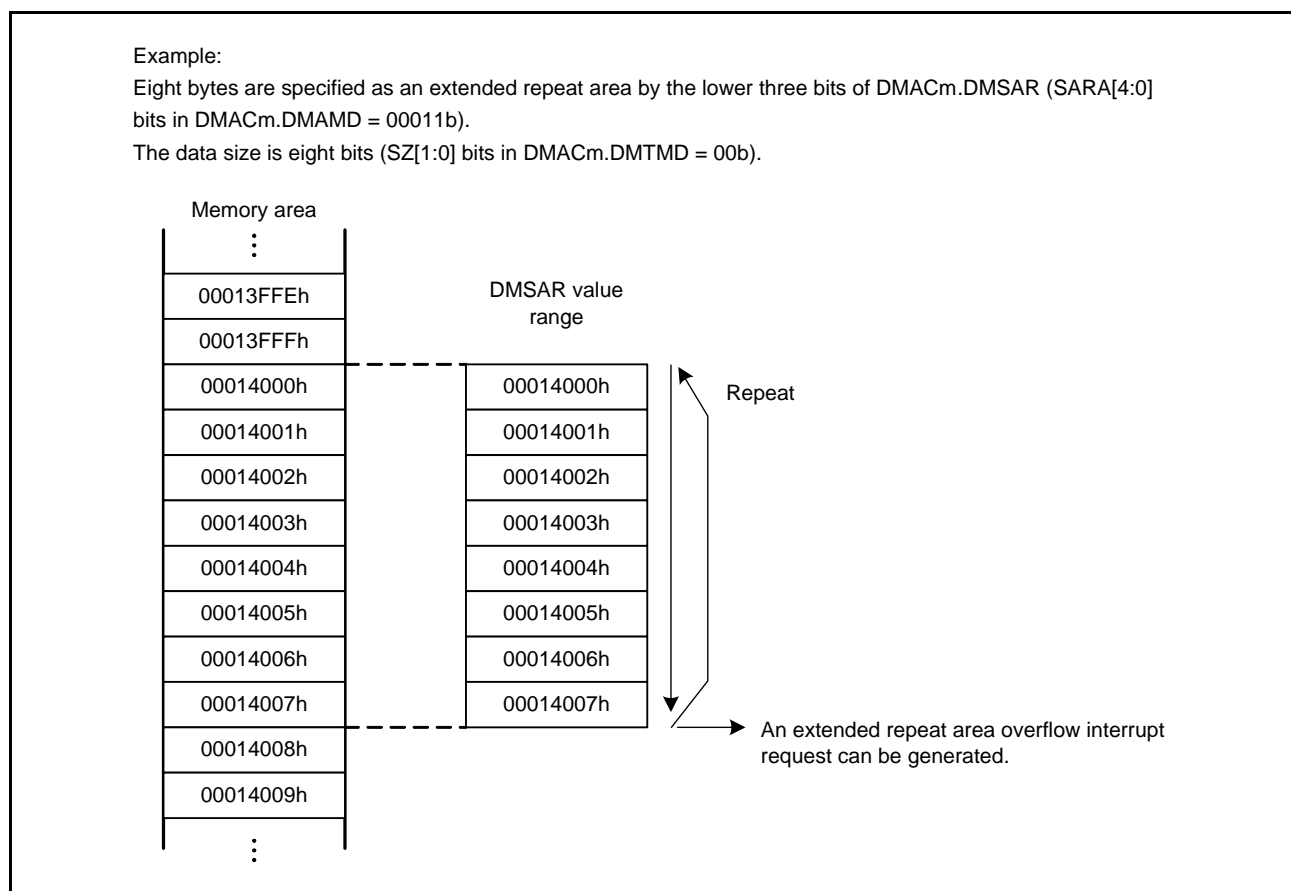 Example:
Eight bytes are specified as an extended repeat area by the lower three bits of DMACm.DMSAR (SARA[4:0]
bits in DMACm.DMAMD = 00011b).
The data size is eight bits (SZ[1:0] bits in DMACm.DMTMD = 00b).
Memory area
00013FFEh
00013FFFh
00014000h
00014001h
00014002h
00014003h
00014004h
00014005h
00014006h
00014007h
00014008h
00014009h
DMSAR value
range
00014000h
00014001h
00014002h
00014003h
00014004h
00014005h
00014006h
00014007h
Repeat
An extended repeat area overflow interrupt
request can be generated.